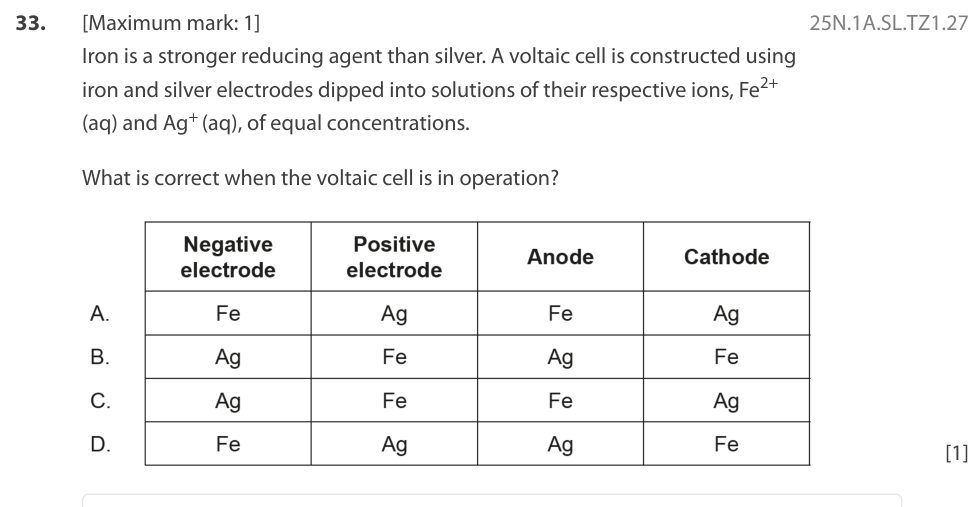 33. [Maximum mark: 1] 25N.1A.SL.TZ1.27
Iron is a stronger reducing agent than silver. A voltaic cell is constructed using
iron and silver electrodes dipped into solutions of their respective ions, Fe²⁺
(aq) and Ag⁺ (aq), of equal concentrations.
What is correct when the voltaic cell is in operation?
Negative electrode Positive electrode Anode Cathode
A. Fe Ag Fe Ag
B. Ag Fe Ag Fe
C. Ag Fe Fe Ag
D. Fe Ag Ag Fe
[1]